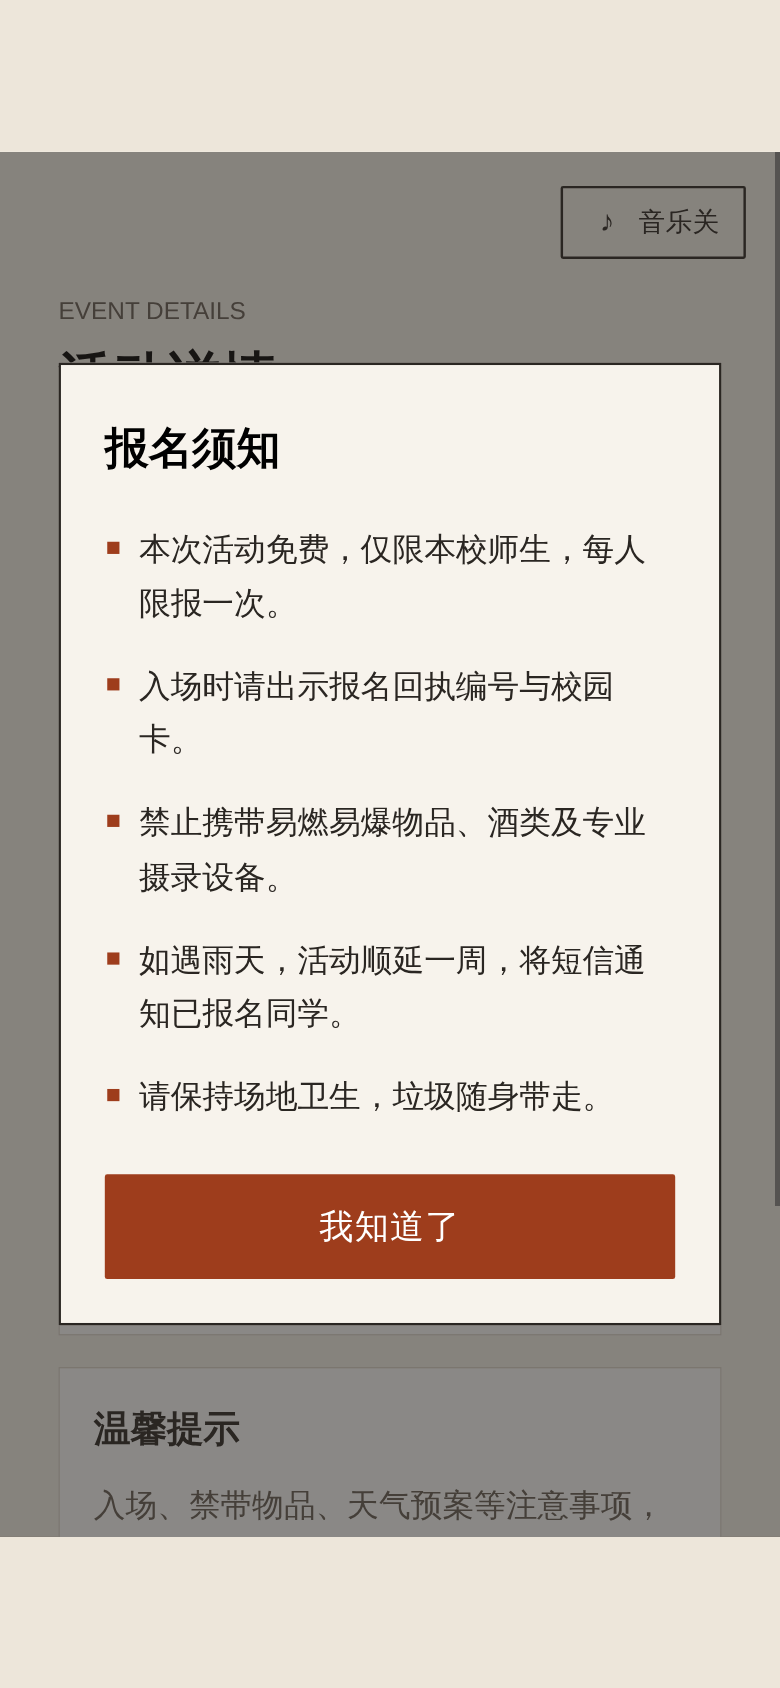 ♪ 音乐关
EVENT DETAILS
活动详情
报名须知
本次活动免费，仅限本校师生，每人
限报一次。
入场时请出示报名回执编号与校园
卡。
禁止携带易燃易爆物品、酒类及专业
摄录设备。
如遇雨天，活动顺延一周，将短信通
知已报名同学。
请保持场地卫生，垃圾随身带走。
我知道了
温馨提示
入场、禁带物品、天气预案等注意事项，